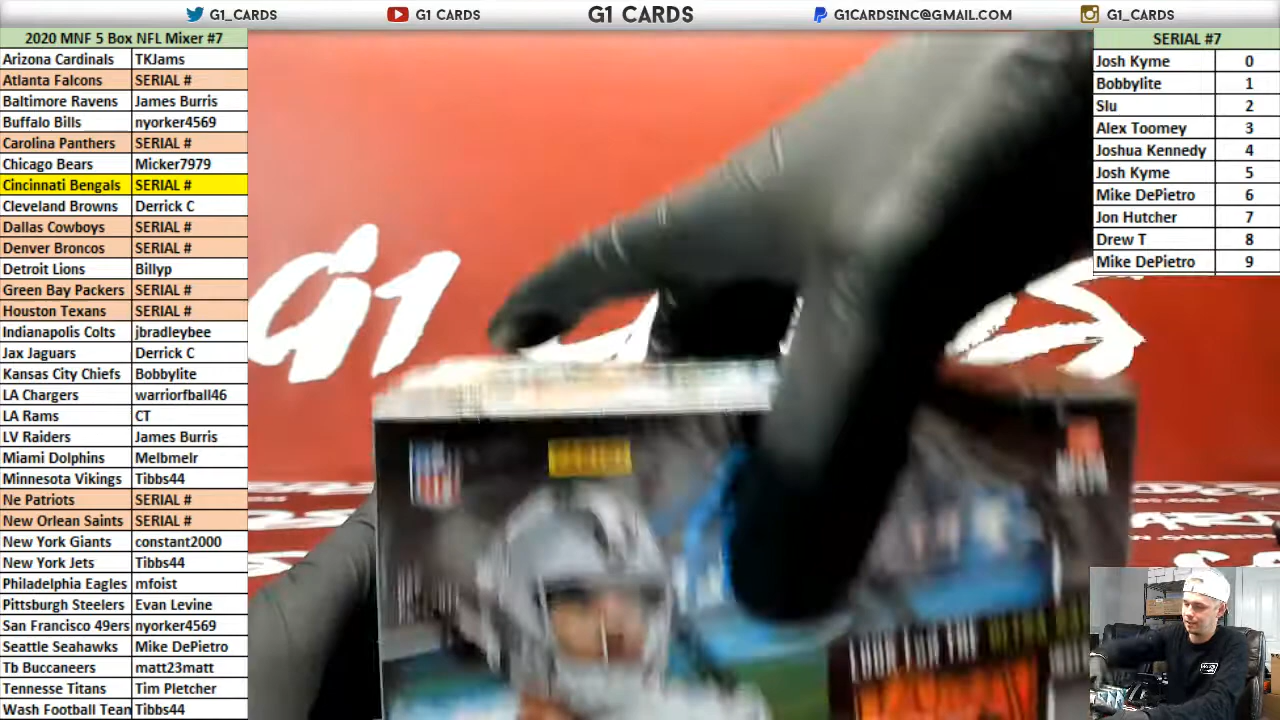 G1_CARDS
G1 CARDS
G1 CARDS
G1CARDSINC@GMAIL.COM
G1_CARDS
2020 MNF 5 Box NFL Mixer #7
Arizona Cardinals TKJams
Atlanta Falcons SERIAL #
Baltimore Ravens James Burris
Buffalo Bills nyorker4569
Carolina Panthers SERIAL #
Chicago Bears Micker7979
Cincinnati Bengals SERIAL #
Cleveland Browns Derrick C
Dallas Cowboys SERIAL #
Denver Broncos SERIAL #
Detroit Lions Billyp
Green Bay Packers SERIAL #
Houston Texans SERIAL #
Indianapolis Colts jbradleybee
Jax Jaguars Derrick C
Kansas City Chiefs Bobbylite
LA Chargers warriorfball46
LA Rams CT
LV Raiders James Burris
Miami Dolphins Melbmelr
Minnesota Vikings Tibbs44
Ne Patriots SERIAL #
New Orlean Saints SERIAL #
New York Giants constant2000
New York Jets Tibbs44
Philadelphia Eagles mfoist
Pittsburgh Steelers Evan Levine
San Francisco 49ers nyorker4569
Seattle Seahawks Mike DePietro
Tb Buccaneers matt23matt
Tennesse Titans Tim Pletcher
Wash Football Team Tibbs44
SERIAL #7
Josh Kyme 0
Bobbylite 1
Slu 2
Alex Toomey 3
Joshua Kennedy 4
Josh Kyme 5
Mike DePietro 6
Jon Hutcher 7
Drew T 8
Mike DePietro 9
G1
NFL